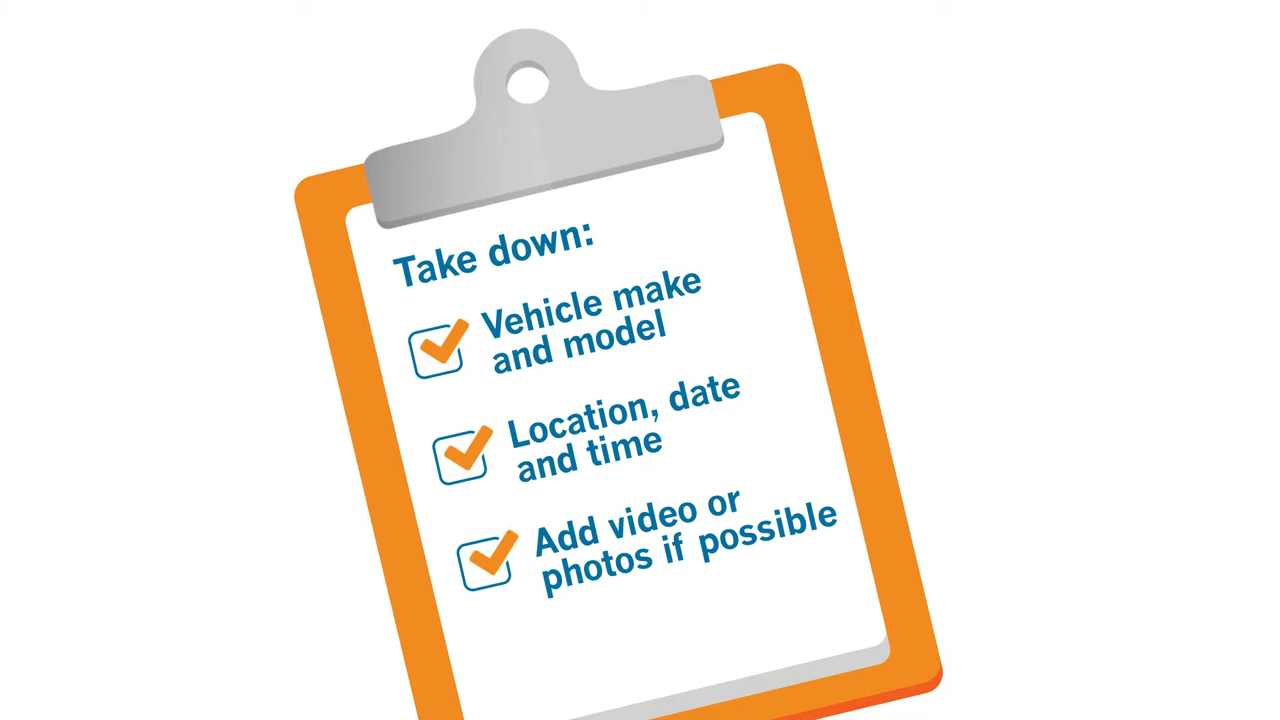 Take down:
Vehicle make
and model
Location, date
and time
Add video or
photos if possible